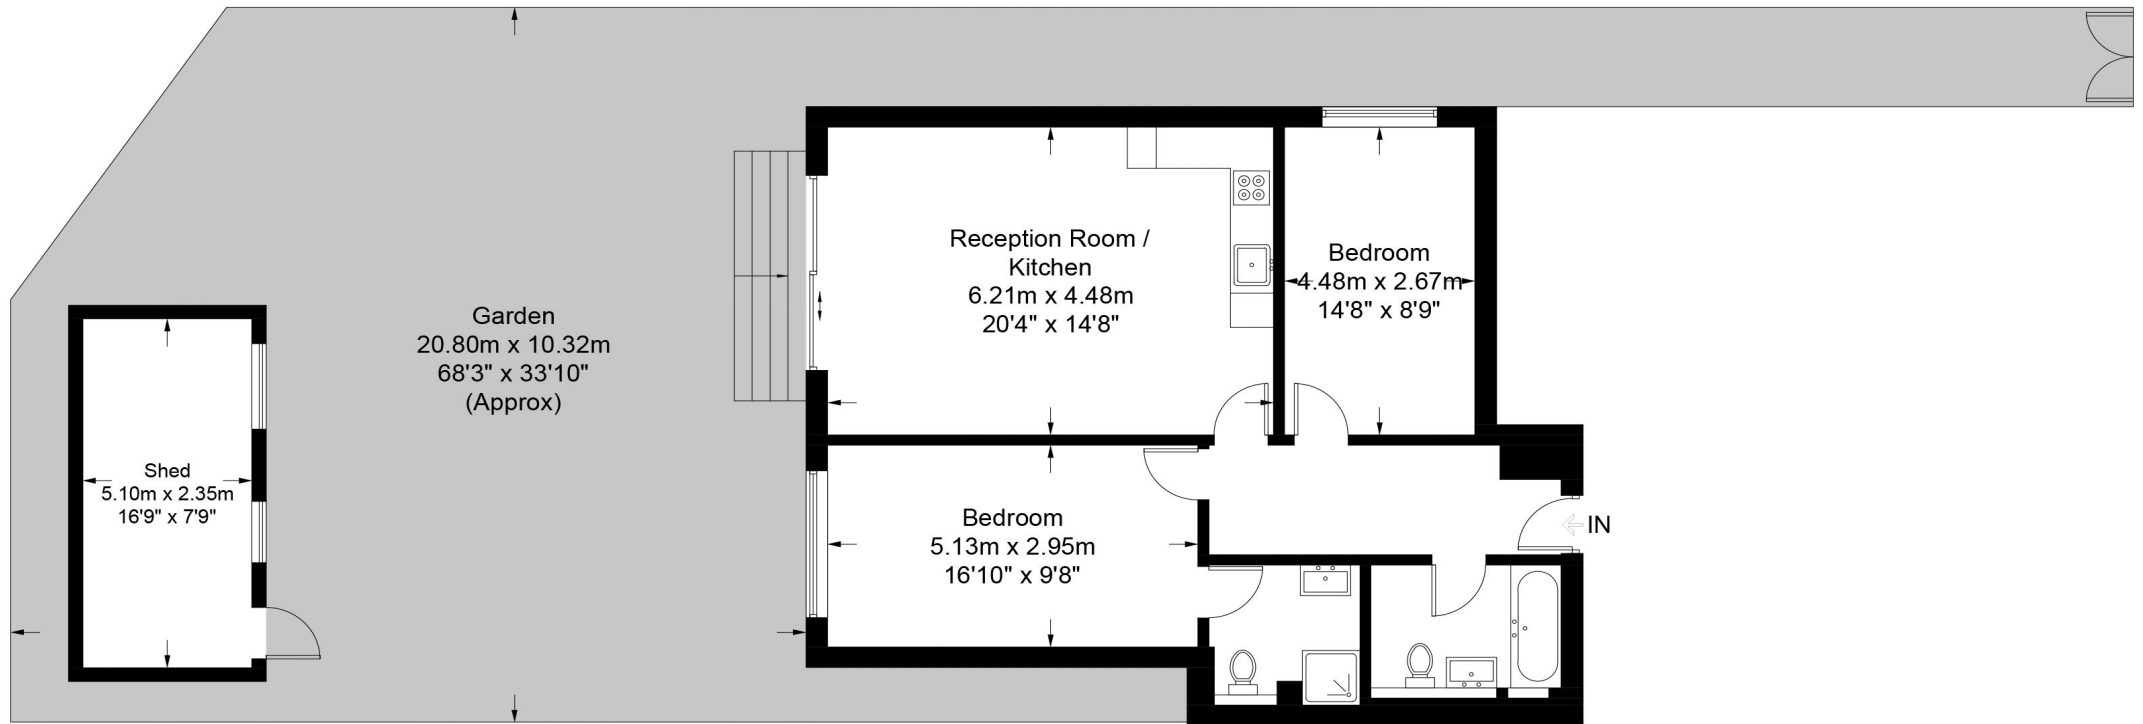 Reception Room /
Kitchen
6.21m x 4.48m
20'4" x 14'8"
Bedroom
4.48m x 2.67m
14'8" x 8'9"
Garden
20.80m x 10.32m
68'3" x 33'10"
(Approx)
Shed
5.10m x 2.35m
16'9" x 7'9"
Bedroom
5.13m x 2.95m
16'10" x 9'8"
IN